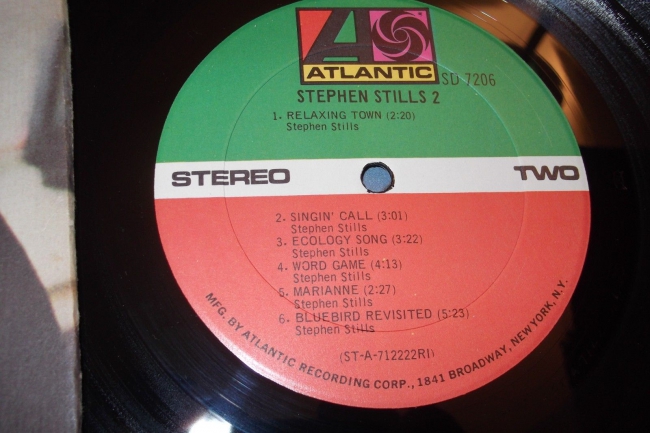 ATLANTIC
SD 7206
STEPHEN STILLS 2
1. RELAXING TOWN (2:20)
Stephen Stills
STEREO
TWO
2. SINGIN' CALL (3:01)
Stephen Stills
3. ECOLOGY SONG (3:22)
Stephen Stills
4. WORD GAME (4:13)
Stephen Stills
5. MARIANNE (2:27)
Stephen Stills
6. BLUEBIRD REVISITED (5:23)
Stephen Stills
(ST-A-712222RI)
MFG. BY ATLANTIC RECORDING CORP., 1841 BROADWAY, NEW YORK, N.Y.